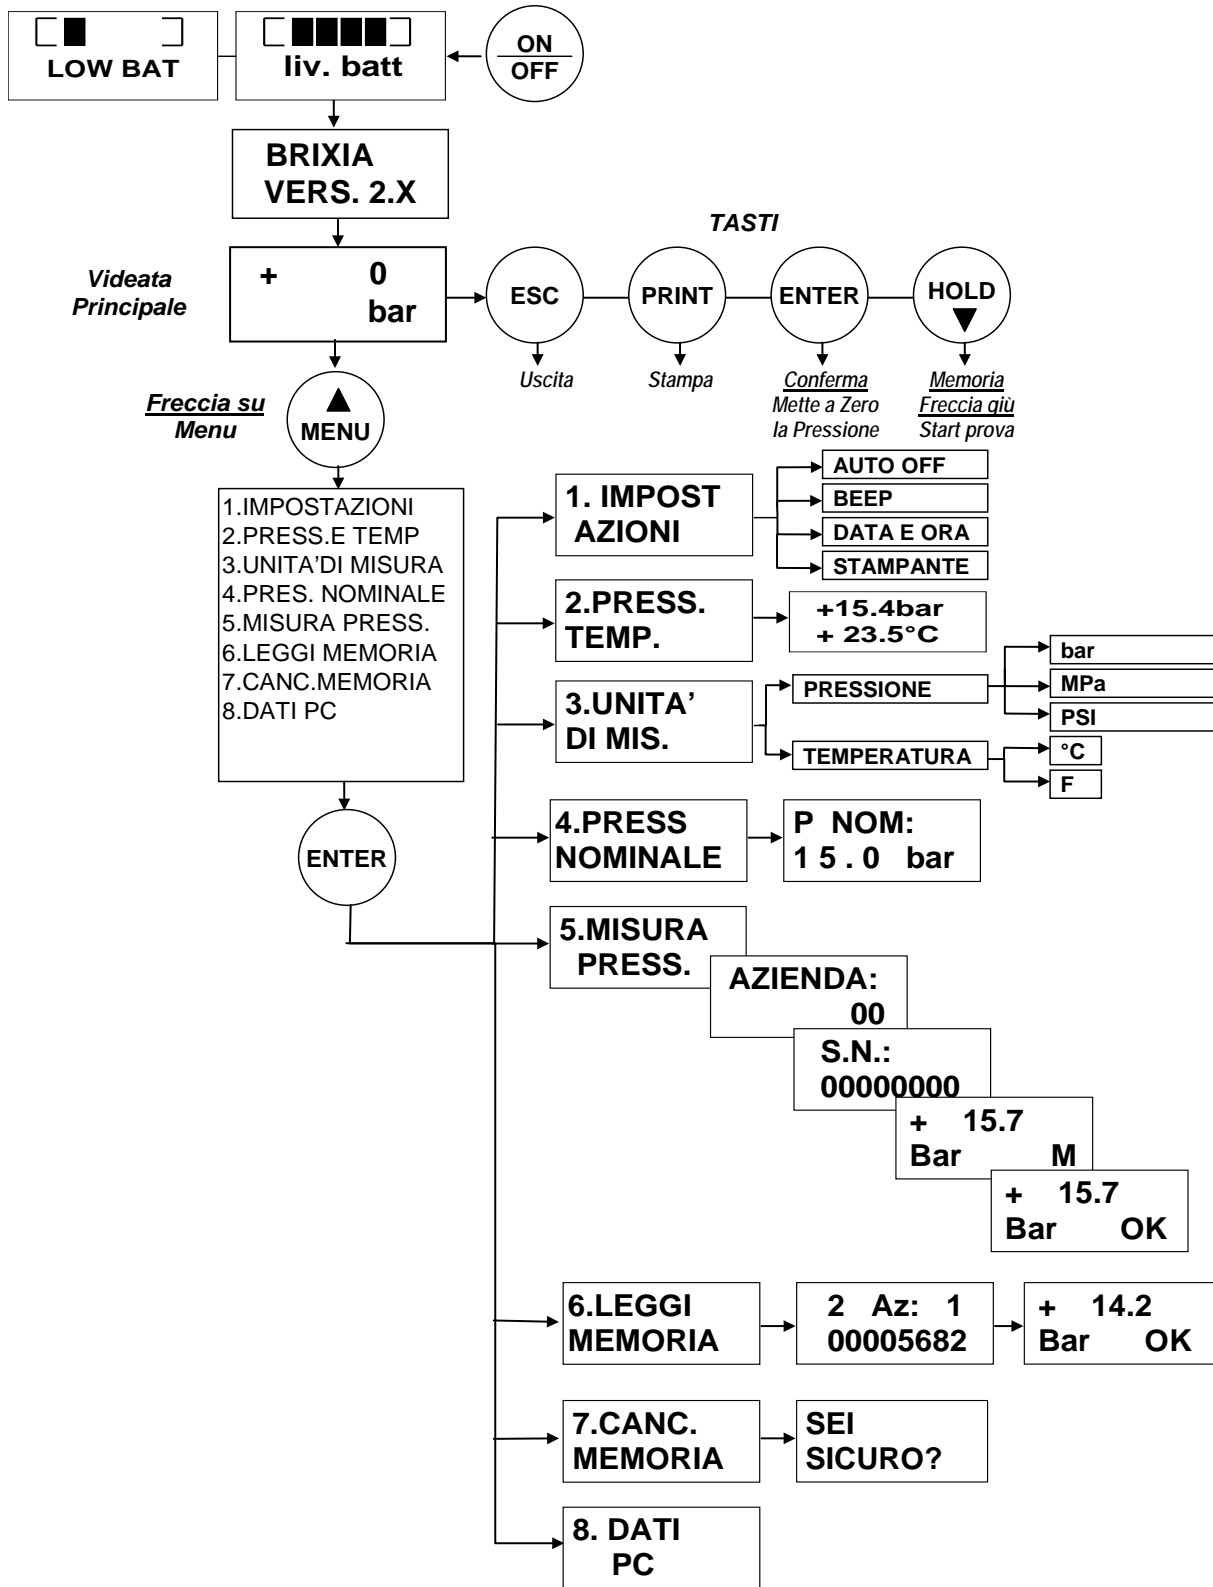 LOW BAT
liv. batt
ON
OFF
BRIXIA
VERS. 2.X
TASTI
Videata
Principale
+ 0
bar
ESC
PRINT
ENTER
HOLD
Uscita
Stampa
Conferma
Mette a Zero
la Pressione
Memoria
Freccia giù
Start prova
Freccia su
Menu
MENU
1.IMPOSTAZIONI
2.PRESS.E TEMP
3.UNITA'DI MISURA
4.PRES. NOMINALE
5.MISURA PRESS.
6.LEGGI MEMORIA
7.CANC.MEMORIA
8.DATI PC
ENTER
1. IMPOST
AZIONI
AUTO OFF
BEEP
DATA E ORA
STAMPANTE
2.PRESS.
TEMP.
+15.4bar
+ 23.5°C
3.UNITA'
DI MIS.
PRESSIONE
bar
MPa
PSI
TEMPERATURA
°C
F
4.PRESS
NOMINALE
P NOM:
15.0 bar
5.MISURA
PRESS.
AZIENDA:
00
S.N.:
00000000
+ 15.7
Bar M
+ 15.7
Bar OK
6.LEGGI
MEMORIA
2 Az: 1
00005682
+ 14.2
Bar OK
7.CANC.
MEMORIA
SEI
SICURO?
8. DATI
PC